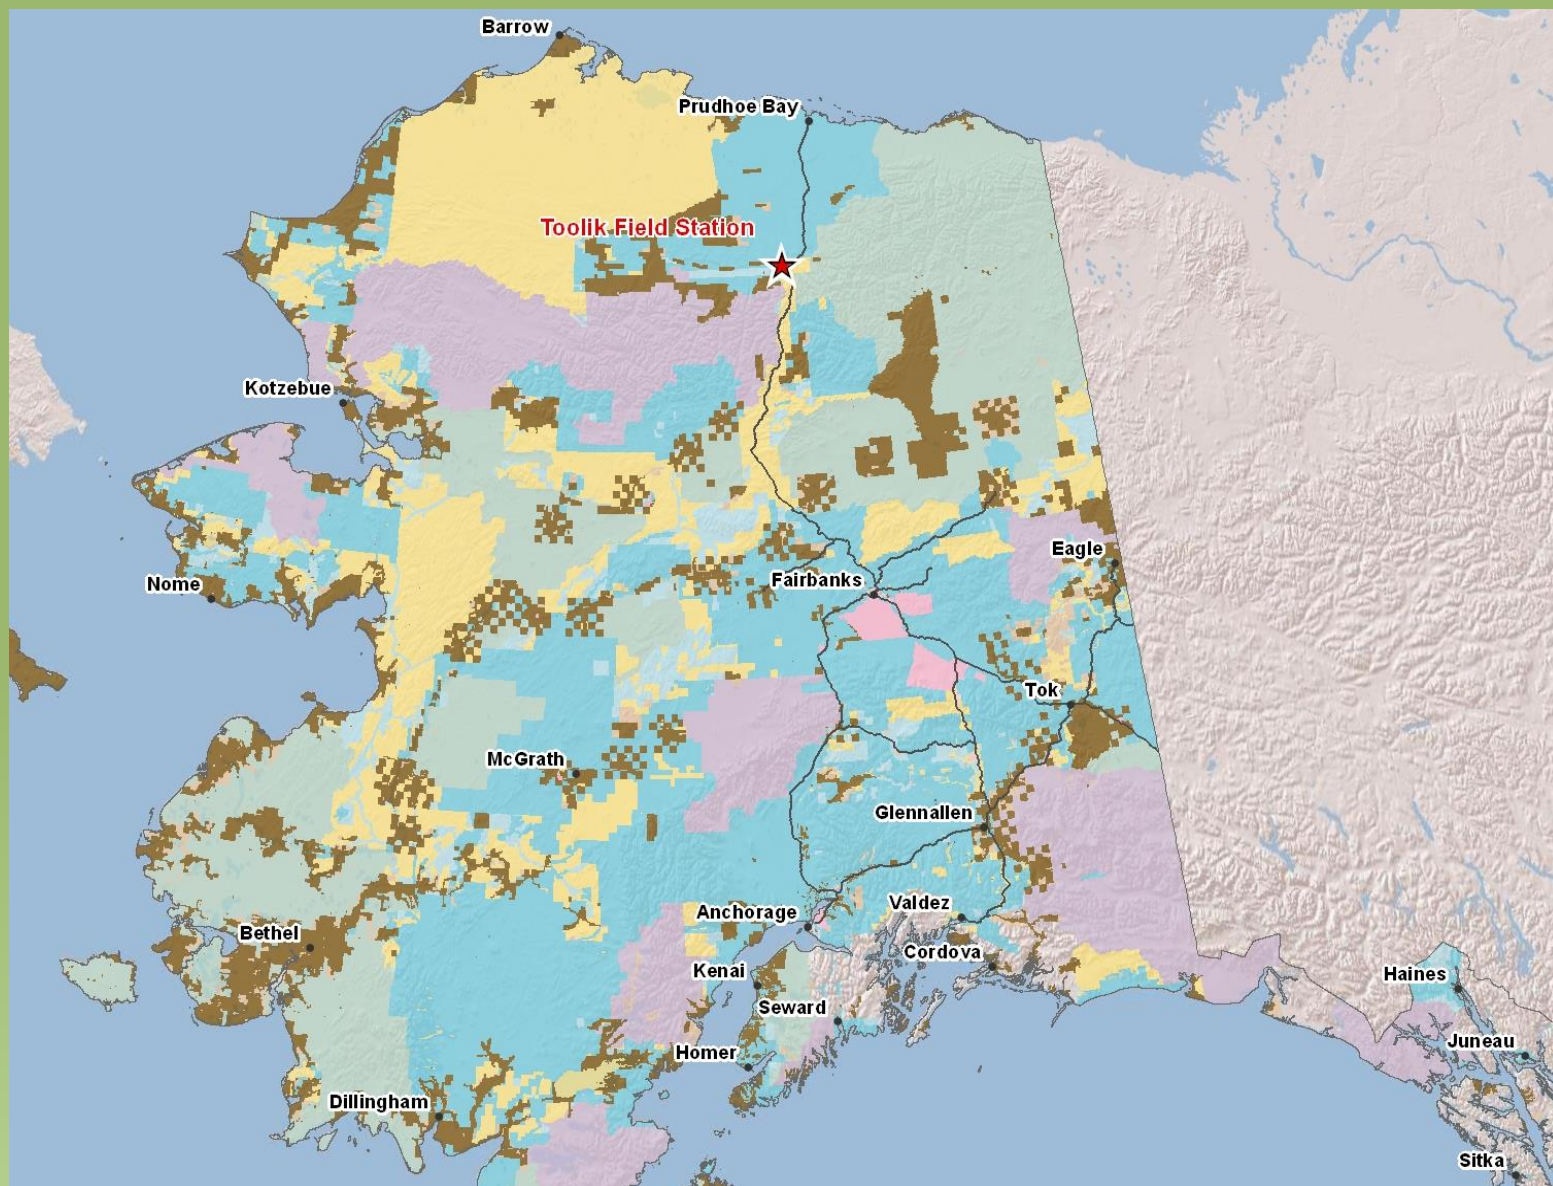 Barrow
Prudhoe Bay
Toolik Field Station
Kotzebue
Eagle
Nome
Fairbanks
Tok
McGrath
Glennallen
Anchorage
Valdez
Bethel
Cordova
Kenai
Haines
Seward
Juneau
Homer
Dillingham
Sitka